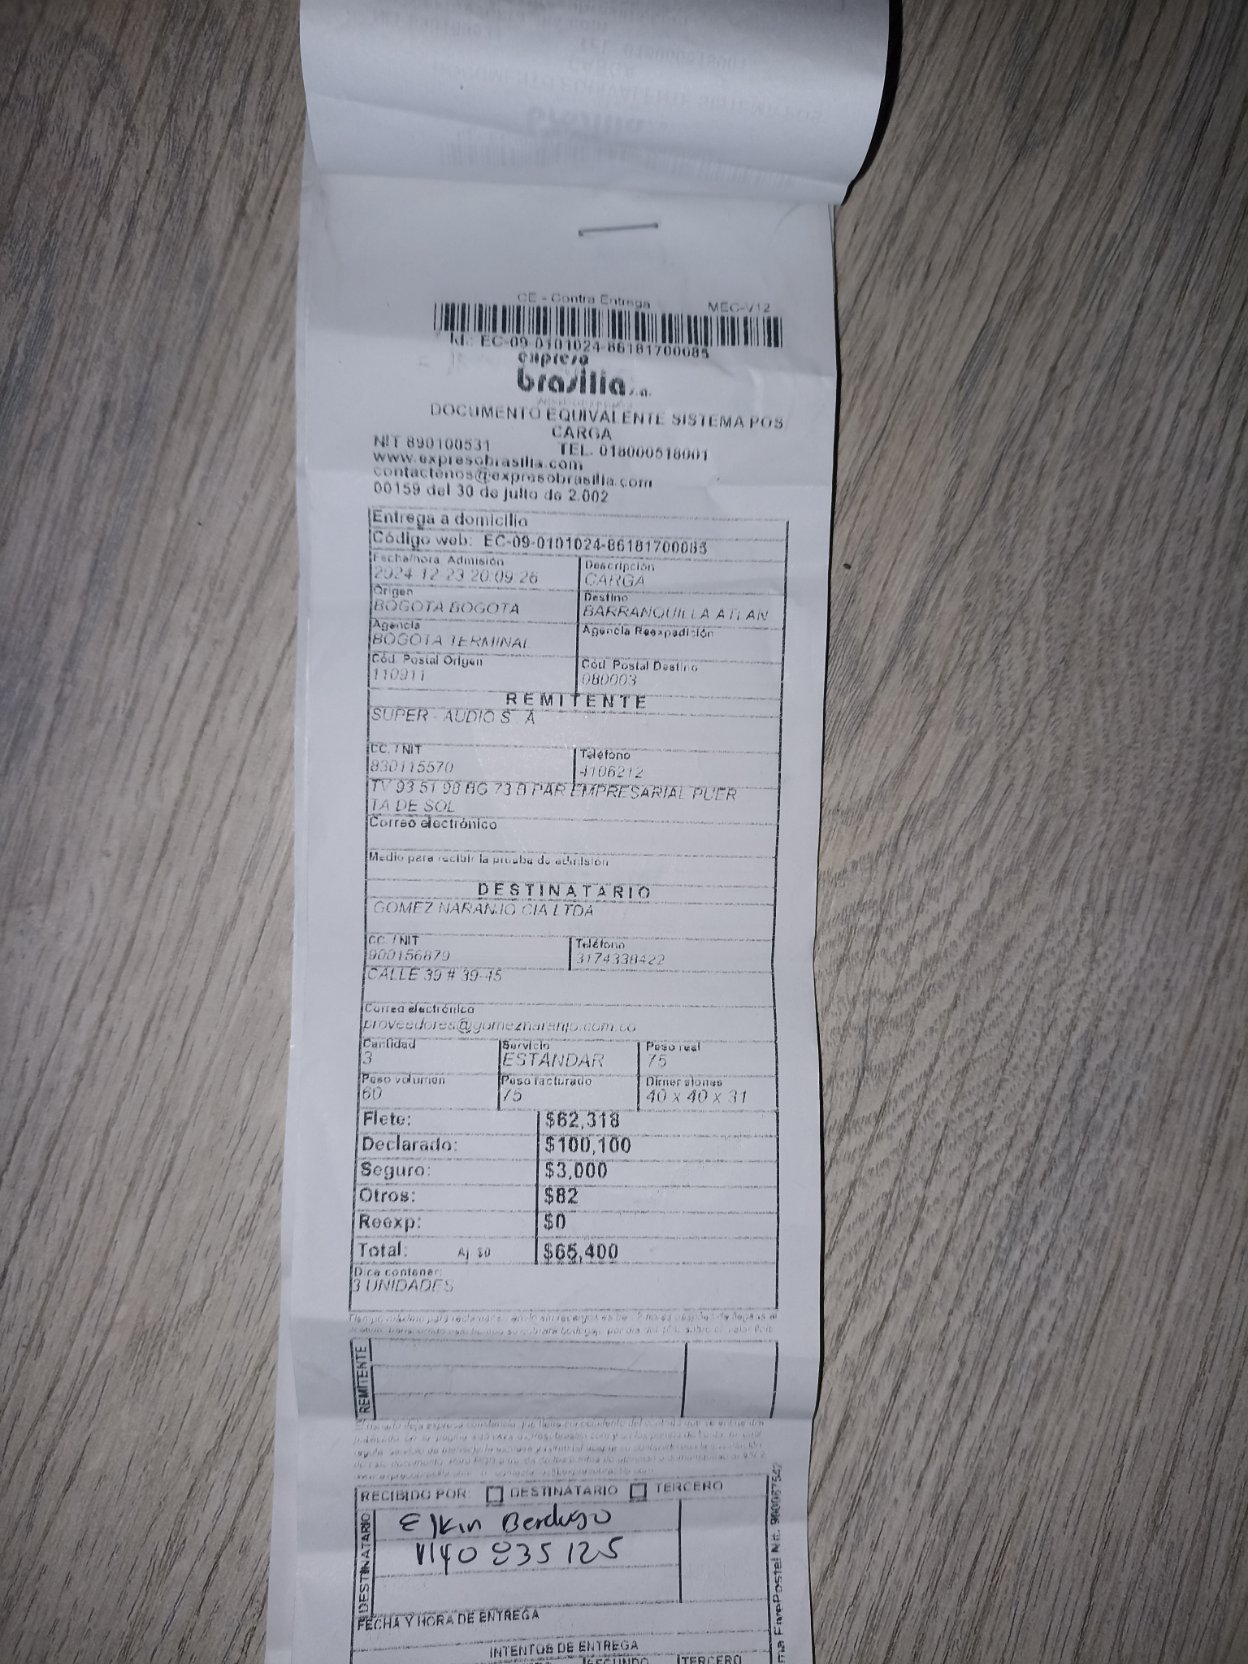 CE - Contra Entrega MEC-V12
Id.: EC-09-0101024-86181700085
expreso
brasilia s.a.
DOCUMENTO EQUIVALENTE SISTEMA POS
CARGA
NIT 890100531 TEL. 018000518001
www.expresobrasilia.com
contactenos@expresobrasilia.com
00159 del 30 de julio de 2.002
Entrega a domicilio
Código web: EC-09-0101024-86181700085
Fecha/hora Admisión Descripción
2024-12-23 20:09:26 CARGA
Origen Destino
BOGOTA BOGOTA BARRANQUILLA ATLAN
Agencia Agencia Reexpedición
BOGOTA TERMINAL
Cód. Postal Origen Cód. Postal Destino
110911 080003
REMITENTE
SUPER - AUDIO S. A
CC. / NIT Teléfono
830115570 4106212
TV 93 51 98 BG 73 B PAR EMPRESARIAL PUER
TA DE SOL
Correo electrónico
Medio para recibir la prueba de admisión
DESTINATARIO
GOMEZ NARANJO CIA LTDA
CC. / NIT Teléfono
900156879 3174338422
CALLE 39 # 39-45
Correo electrónico
proveedores@gomeznaranjo.com.co
Cantidad Servicio Peso real
3 ESTANDAR 75
Peso volumen Peso facturado Dimensiones
60 75 40 x 40 x 31
Flete: $62,318
Declarado: $100,100
Seguro: $3,000
Otros: $82
Reexp: $0
Total: Aj $0 $65,400
Dice contener:
3 UNIDADES
REMITENTE
RECIBIDO POR: DESTINATARIO TERCERO
DESTINATARIO
Elkin Berdugo
1140 835 125
FECHA Y HORA DE ENTREGA
INTENTOS DE ENTREGA
SEGUNDO TERCERO